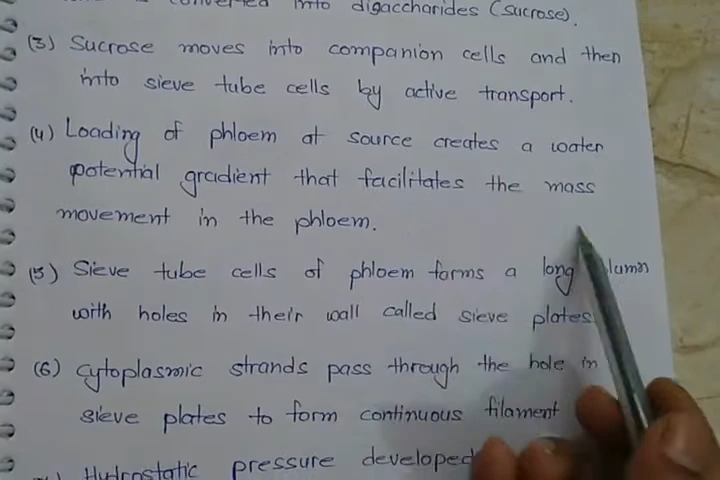 converted into digaccharides (sucrose).
(3) Sucrose moves into companion cells and then
into sieve tube cells by active transport.
(4) Loading of phloem at source creates a water
potential gradient that facilitates the mass
movement in the phloem.
(5) Sieve tube cells of phloem forms a long
with holes in their wall called sieve plates
(6) Cytoplasmic strands pass through the hole in
sieve plates to form continuous filament
Hydrostatic pressure developed